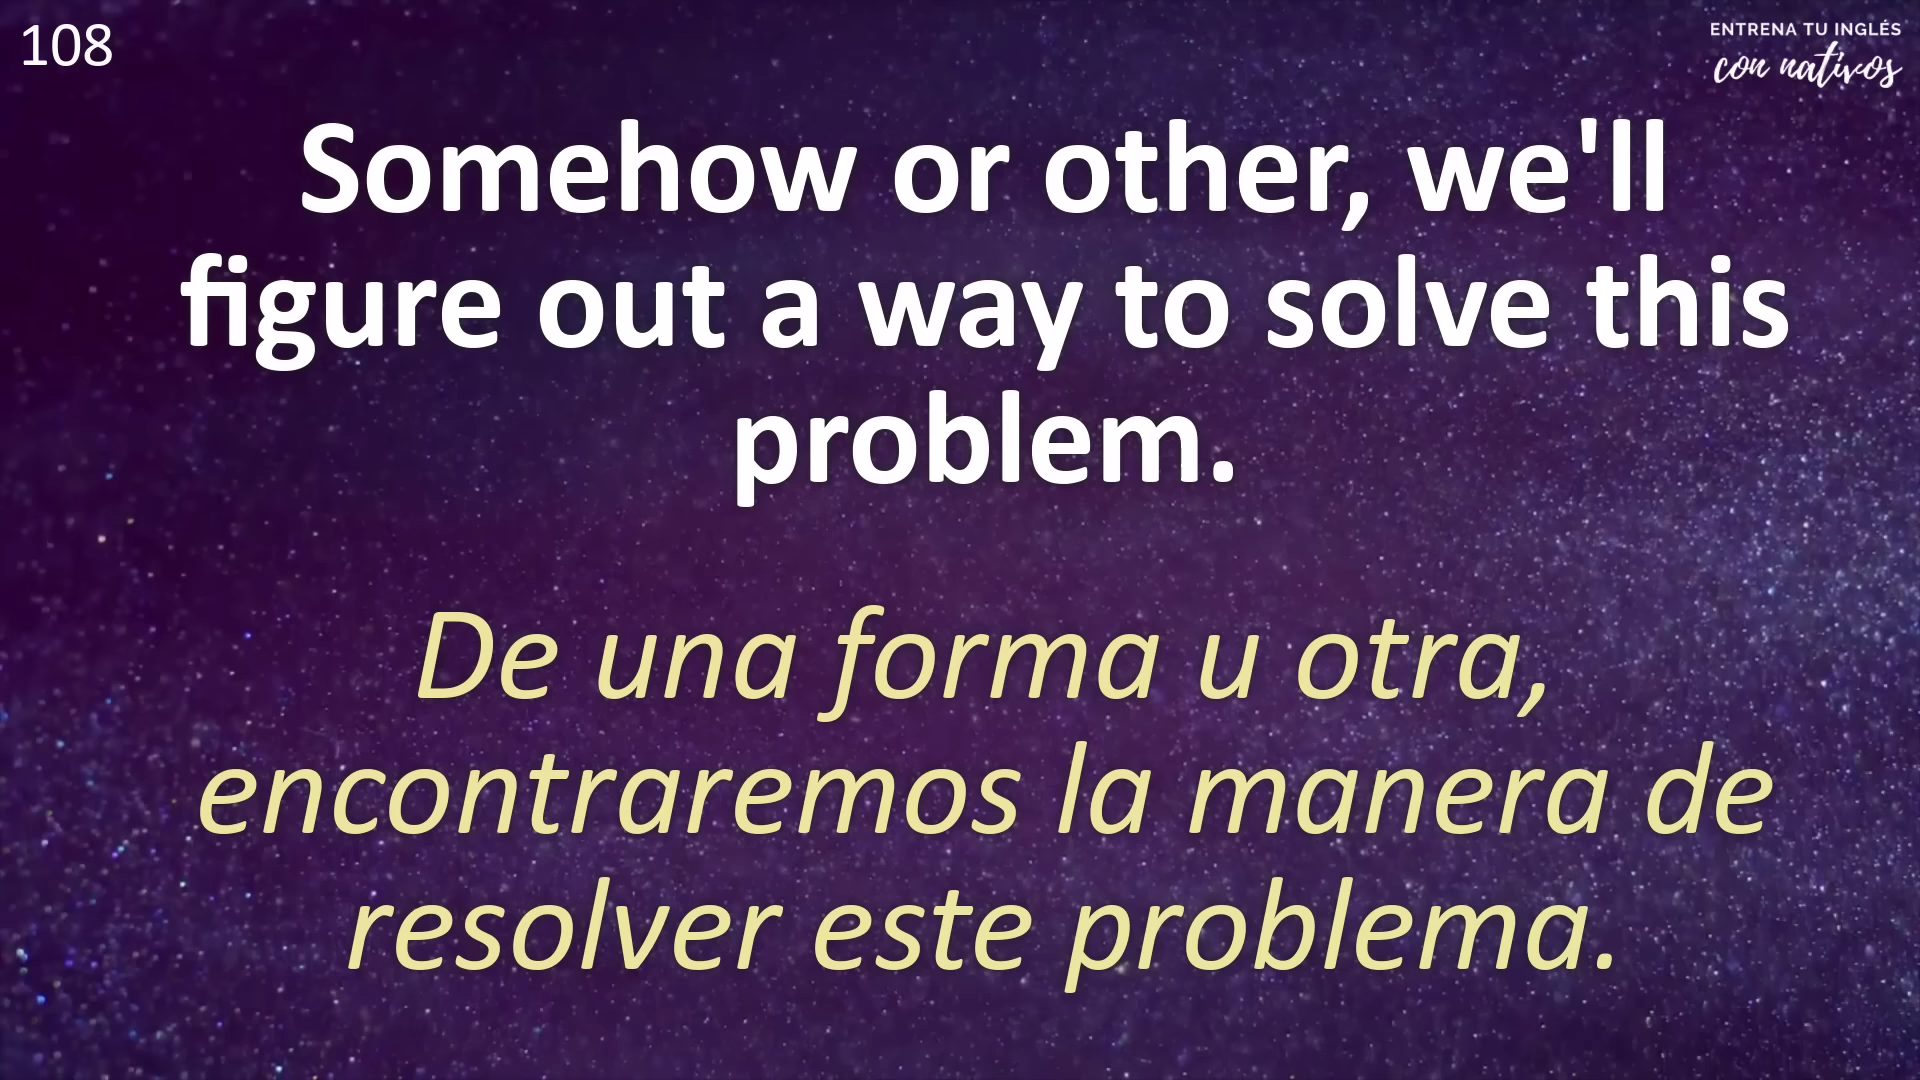 108
ENTRENA TU INGLÉS
con nativos
Somehow or other, we'll
figure out a way to solve this
problem.
De una forma u otra,
encontraremos la manera de
resolver este problema.